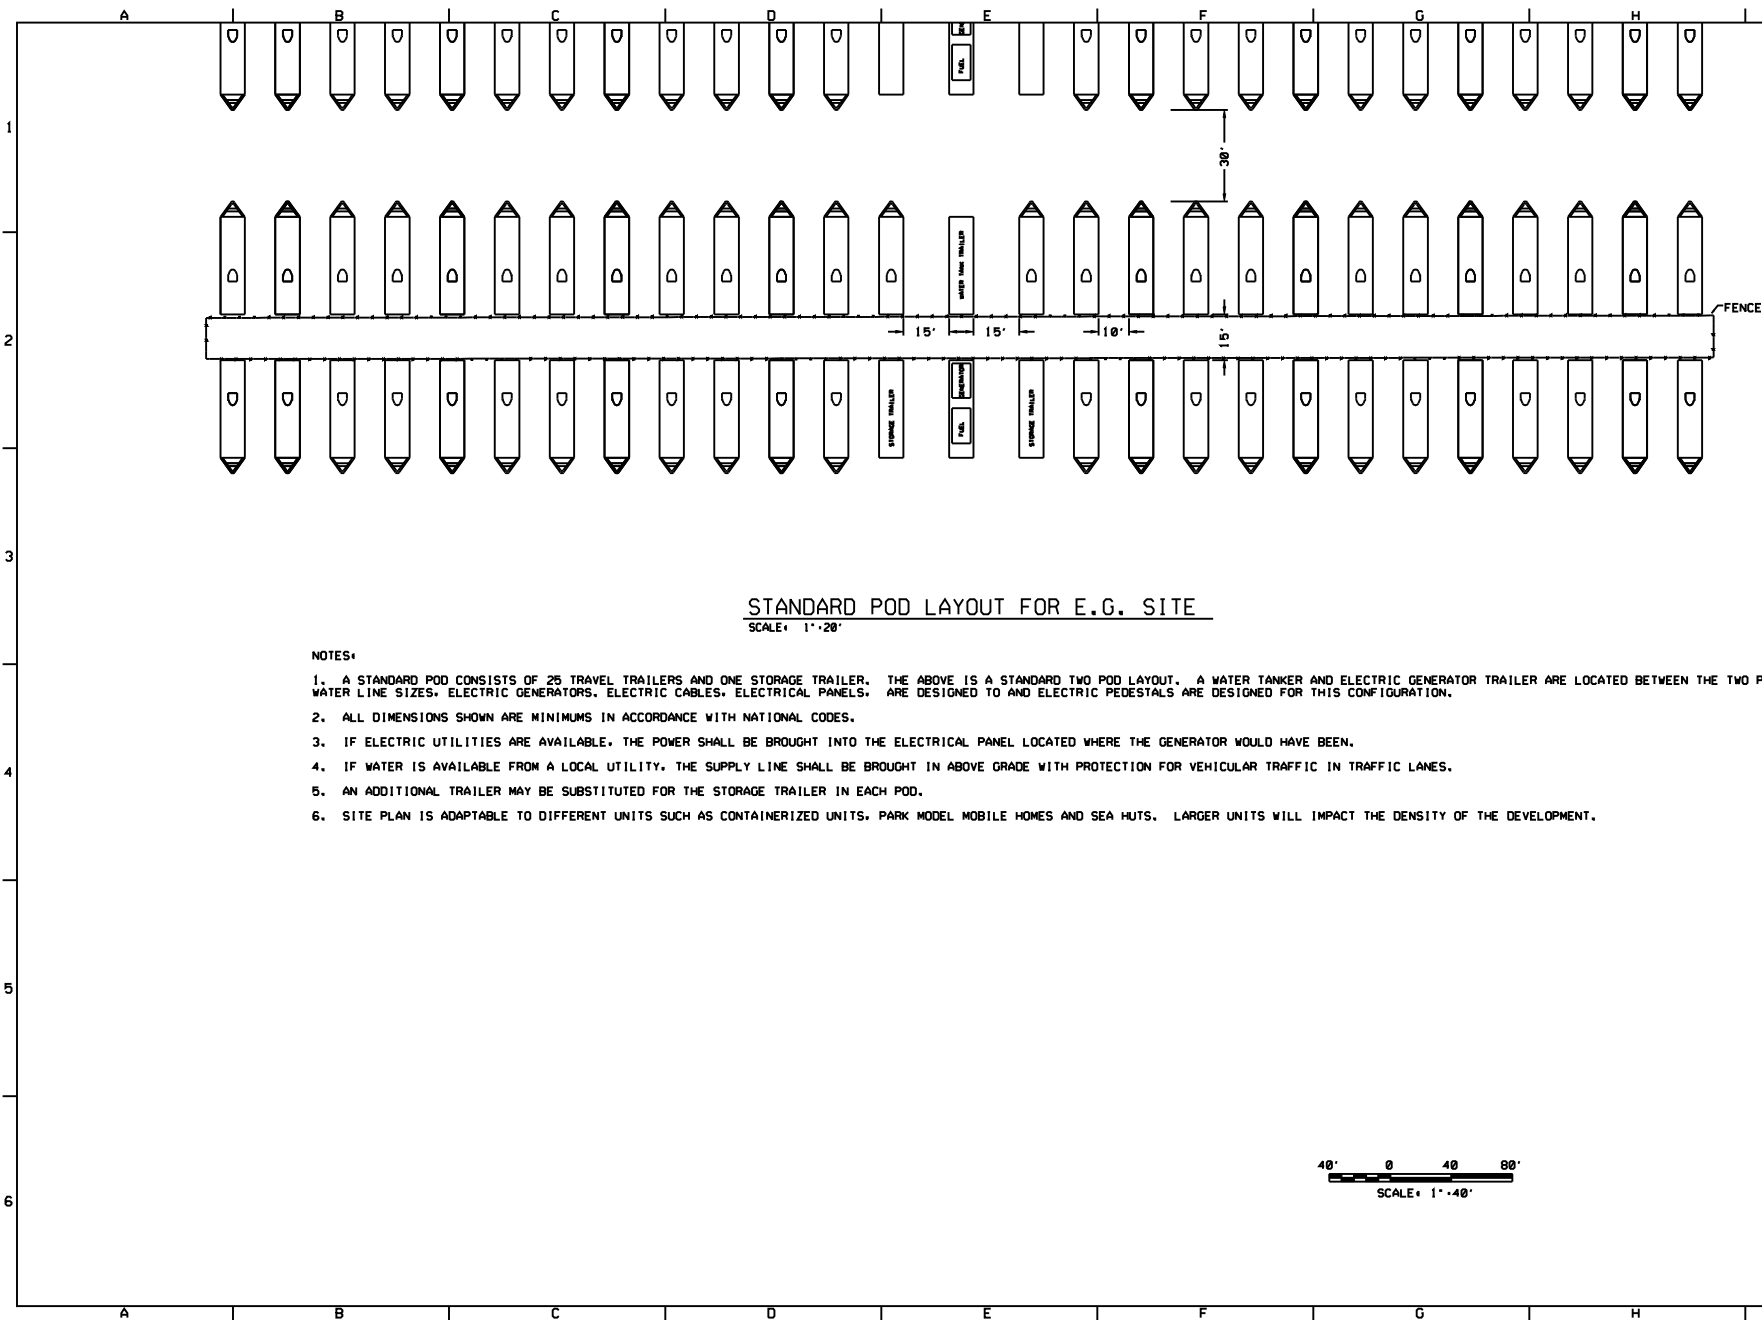 A B C D E F G H
GEN
FUEL
1
30'
WATER TANK TRAILER
FENCE
2
15' 15' 10' 15'
STORAGE TRAILER
GENERATOR
FUEL
STORAGE TRAILER
3
STANDARD POD LAYOUT FOR E.G. SITE
SCALE: 1"=20'
NOTES:
1. A STANDARD POD CONSISTS OF 25 TRAVEL TRAILERS AND ONE STORAGE TRAILER. THE ABOVE IS A STANDARD TWO POD LAYOUT. A WATER TANKER AND ELECTRIC GENERATOR TRAILER ARE LOCATED BETWEEN THE TWO P
WATER LINE SIZES, ELECTRIC GENERATORS, ELECTRIC CABLES, ELECTRICAL PANELS, ARE DESIGNED TO AND ELECTRIC PEDESTALS ARE DESIGNED FOR THIS CONFIGURATION.
2. ALL DIMENSIONS SHOWN ARE MINIMUMS IN ACCORDANCE WITH NATIONAL CODES.
3. IF ELECTRIC UTILITIES ARE AVAILABLE, THE POWER SHALL BE BROUGHT INTO THE ELECTRICAL PANEL LOCATED WHERE THE GENERATOR WOULD HAVE BEEN.
4. IF WATER IS AVAILABLE FROM A LOCAL UTILITY, THE SUPPLY LINE SHALL BE BROUGHT IN ABOVE GRADE WITH PROTECTION FOR VEHICULAR TRAFFIC IN TRAFFIC LANES.
4
5. AN ADDITIONAL TRAILER MAY BE SUBSTITUTED FOR THE STORAGE TRAILER IN EACH POD.
6. SITE PLAN IS ADAPTABLE TO DIFFERENT UNITS SUCH AS CONTAINERIZED UNITS, PARK MODEL MOBILE HOMES AND SEA HUTS. LARGER UNITS WILL IMPACT THE DENSITY OF THE DEVELOPMENT.
5
40' 0 40 80'
SCALE: 1"=40'
6
A B C D E F G H